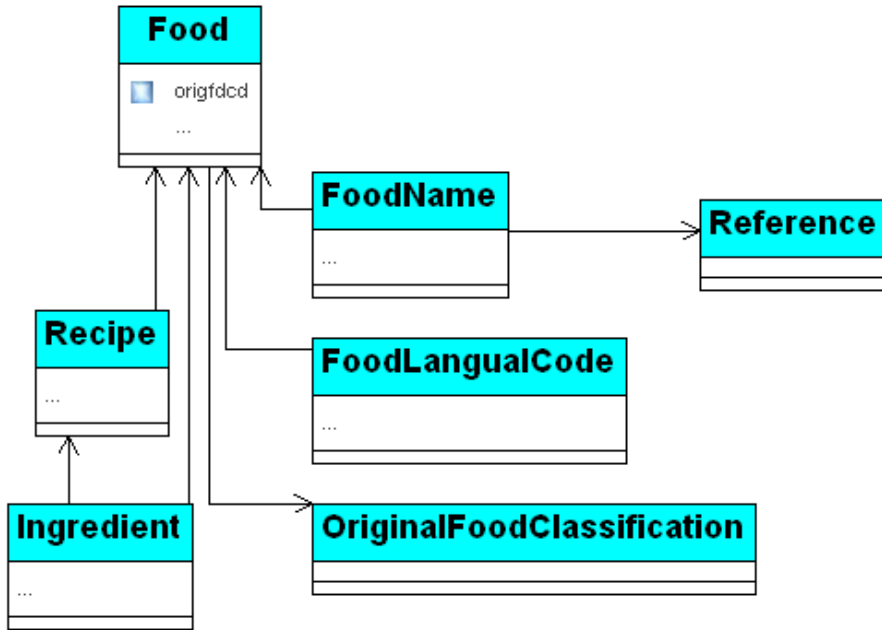 Food
origfdcd
...
FoodName
...
Reference
Recipe
...
FoodLangualCode
...
Ingredient
...
OriginalFoodClassification